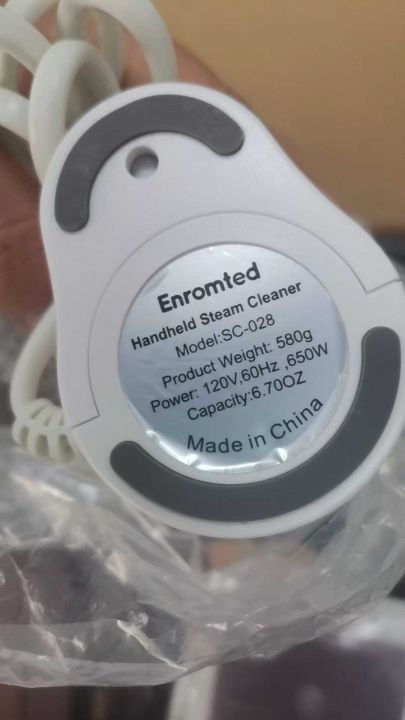 Enromted
Handheld Steam Cleaner
Model:SC-028
Product Weight: 580g
Power: 120V,60Hz ,650W
Capacity:6.70OZ
Made in China